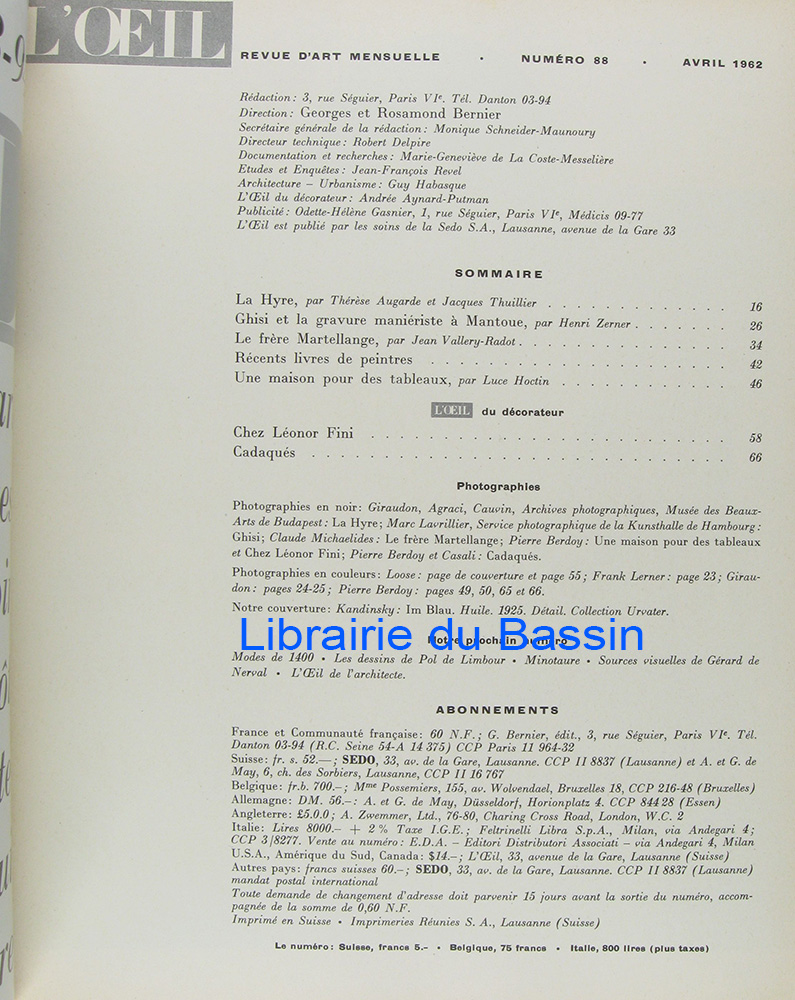 L'ŒIL
REVUE D'ART MENSUELLE · NUMÉRO 88 · AVRIL 1962
Rédaction: 3, rue Séguier, Paris VIe. Tél. Danton 03-94
Direction: Georges et Rosamond Bernier
Secrétaire générale de la rédaction: Monique Schneider-Maunoury
Directeur technique: Robert Delpire
Documentation et recherches: Marie-Geneviève de La Coste-Messelière
Etudes et Enquêtes: Jean-François Revel
Architecture – Urbanisme: Guy Habasque
L'Œil du décorateur: Andrée Aynard-Putman
Publicité: Odette-Hélène Gasnier, 1, rue Séguier, Paris VIe, Médicis 09-77
L'Œil est publié par les soins de la Sedo S.A., Lausanne, avenue de la Gare 33
SOMMAIRE
La Hyre, par Thérèse Augarde et Jacques Thuillier . . . . . . . . . . . . . 16
Ghisi et la gravure maniériste à Mantoue, par Henri Zerner . . . . . . . 26
Le frère Martellange, par Jean Vallery-Radot . . . . . . . . . . . . . . 34
Récents livres de peintres . . . . . . . . . . . . . . . . . . . . 42
Une maison pour des tableaux, par Luce Hoctin . . . . . . . . . . . . 46
L'ŒIL du décorateur
Chez Léonor Fini . . . . . . . . . . . . . . . . . . . . . . . . 58
Cadaqués . . . . . . . . . . . . . . . . . . . . . . . . . . . 66
Photographies
Photographies en noir: Giraudon, Agraci, Cauvin, Archives photographiques, Musée des Beaux-
Arts de Budapest: La Hyre; Marc Lavrillier, Service photographique de la Kunsthalle de Hambourg:
Ghisi; Claude Michaelides: Le frère Martellange; Pierre Berdoy: Une maison pour des tableaux
et Chez Léonor Fini; Pierre Berdoy et Casali: Cadaqués.
Photographies en couleurs: Loose: page de couverture et page 55; Frank Lerner: page 23; Girau-
don: pages 24-25; Pierre Berdoy: pages 49, 50, 65 et 66.
Notre couverture: Kandinsky: Im Blau. Huile. 1925. Détail. Collection Urvater.
Librairie du Bassin
Notre prochain numéro
Modes de 1400 • Les dessins de Pol de Limbour • Minotaure • Sources visuelles de Gérard de
Nerval • L'Œil de l'architecte.
ABONNEMENTS
France et Communauté française: 60 N.F.; G. Bernier, édit., 3, rue Séguier, Paris VIe. Tél.
Danton 03-94 (R.C. Seine 54-A 14 375) CCP Paris 11 964-32
Suisse: fr. s. 52.—; SEDO, 33, av. de la Gare, Lausanne. CCP II 8837 (Lausanne) et A. et G. de
May, 6, ch. des Sorbiers, Lausanne, CCP II 16 767
Belgique: fr.b. 700.–; Mme Possemiers, 155, av. Wolvendael, Bruxelles 18, CCP 216-48 (Bruxelles)
Allemagne: DM. 56.–: A. et G. de May, Düsseldorf, Horionplatz 4. CCP 844 28 (Essen)
Angleterre: £5.0.0; A. Zwemmer, Ltd., 76-80, Charing Cross Road, London, W.C. 2
Italie: Lires 8000.– + 2 % Taxe I.G.E.; Feltrinelli Libra S.p.A., Milan, via Andegari 4;
CCP 3/8277. Vente au numéro: E.D.A. – Editori Distributori Associati – via Andegari 4, Milan
U.S.A., Amérique du Sud, Canada: $14.–; L'Œil, 33, avenue de la Gare, Lausanne (Suisse)
Autres pays: francs suisses 60.–; SEDO, 33, av. de la Gare, Lausanne. CCP II 8837 (Lausanne)
mandat postal international
Toute demande de changement d'adresse doit parvenir 15 jours avant la sortie du numéro, accom-
pagnée de la somme de 0,60 N.F.
Imprimé en Suisse • Imprimeries Réunies S. A., Lausanne (Suisse)
Le numéro: Suisse, francs 5.– • Belgique, 75 francs • Italie, 800 lires (plus taxes)